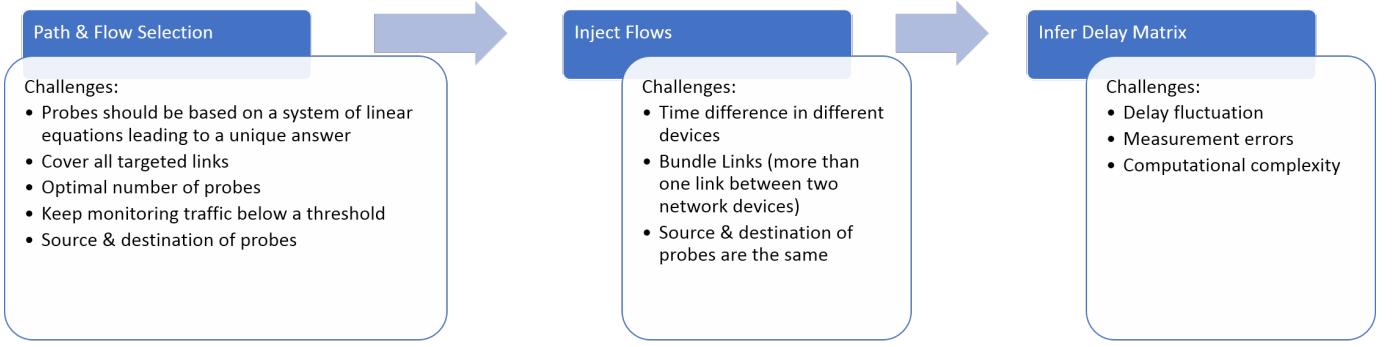 Path & Flow Selection
Challenges:
• Probes should be based on a system of linear
equations leading to a unique answer
• Cover all targeted links
• Optimal number of probes
• Keep monitoring traffic below a threshold
• Source & destination of probes
Inject Flows
Challenges:
• Time difference in different
devices
• Bundle Links (more than
one link between two
network devices)
• Source & destination of
probes are the same
Infer Delay Matrix
Challenges:
• Delay fluctuation
• Measurement errors
• Computational complexity